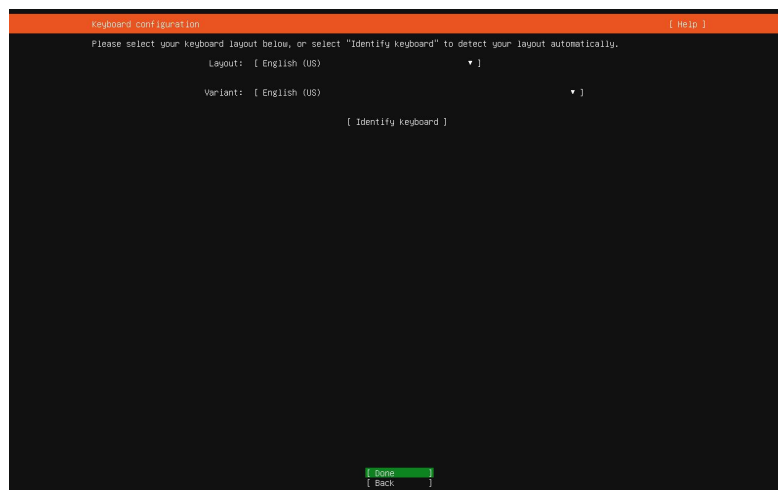 Keyboard configuration [ Help ]
Please select your keyboard layout below, or select "Identify keyboard" to detect your layout automatically.
Layout: [ English (US) ▾ ]
Variant: [ English (US) ▾ ]
[ Identify keyboard ]
[ Done ]
[ Back ]